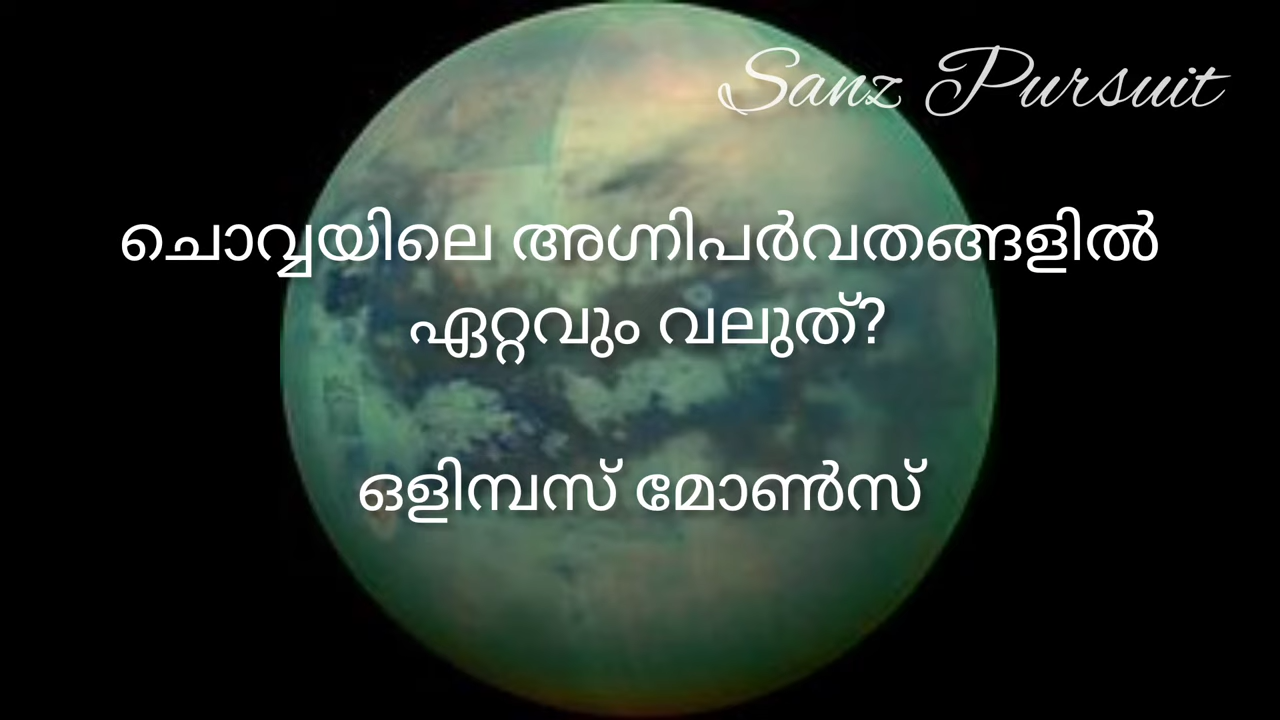 Sanz Pursuit
ചൊവ്വയിലെ അഗ്നിപർവതങ്ങളിൽ
ഏറ്റവും വലുത്?
ഒളിമ്പസ് മോൺസ്